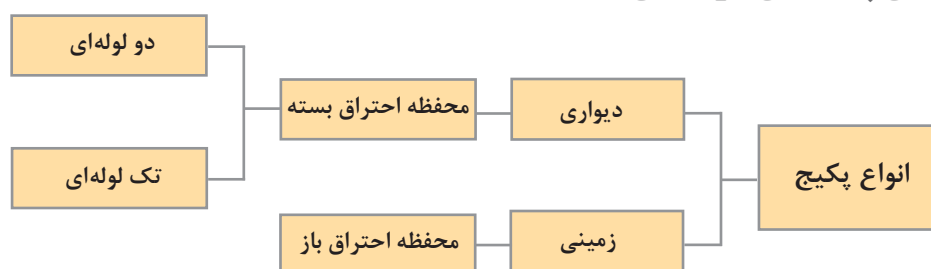 انواع پکیج
دیواری
محفظه احتراق بسته
دو لوله‌ای
تک لوله‌ای
زمینی
محفظه احتراق باز